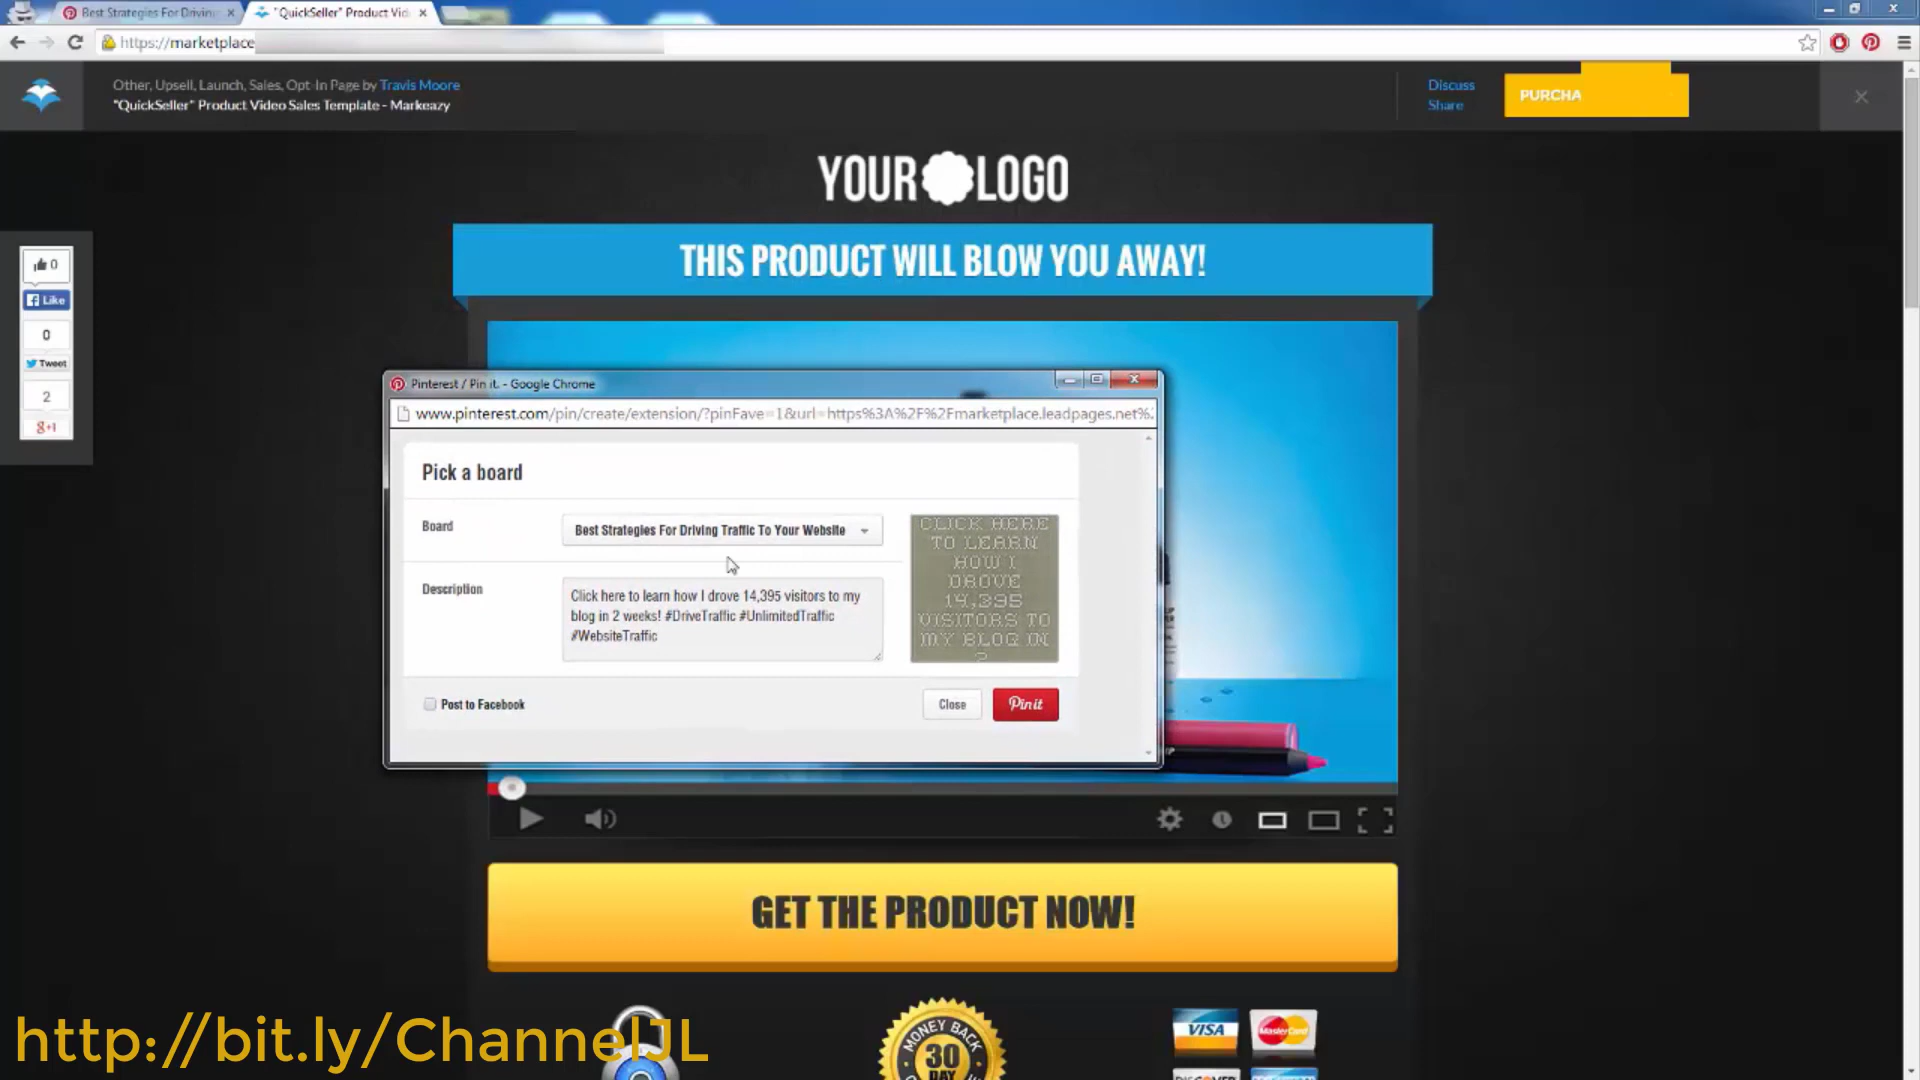 Best Strategies For Drivin
"QuickSeller" Product Vid
https://marketplace
Other, Upsell, Launch, Sales, Opt-In Page by Travis Moore
"QuickSeller" Product Video Sales Template - Markeazy
Discuss
Share
PURCHA
YOUR LOGO
THIS PRODUCT WILL BLOW YOU AWAY!
0
Like
0
Tweet
2
g+1
Pinterest / Pin it. - Google Chrome
www.pinterest.com/pin/create/extension/?pinFave=1&url=https%3A%2F%2Fmarketplace.leadpages.net%2
Pick a board
Board
Best Strategies For Driving Traffic To Your Website
Description
Click here to learn how I drove 14,395 visitors to my
blog in 2 weeks! #DriveTraffic #UnlimitedTraffic
#WebsiteTraffic
CLICK HERE
TO LEARN
HOW I
DROVE
14,395
VISITORS TO
MY BLOG IN
Post to Facebook
Close
Pin it
GET THE PRODUCT NOW!
MONEY BACK
30
DAY
VISA
MasterCard
http://bit.ly/ChannelJL